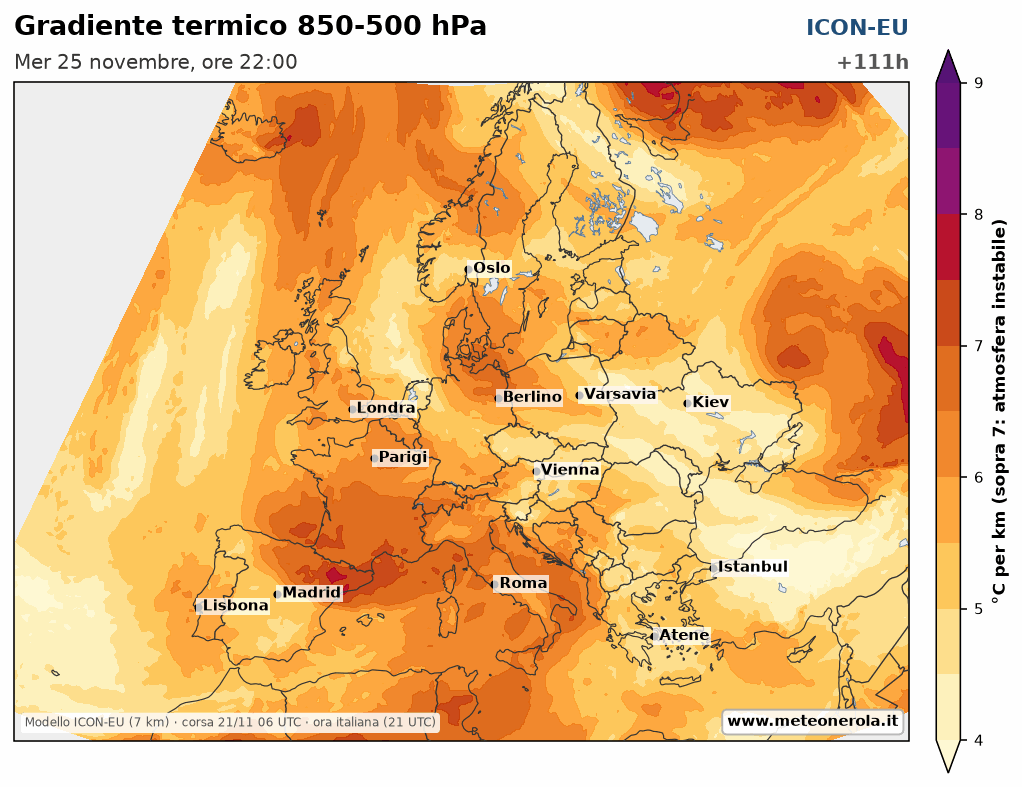 Gradiente termico 850-500 hPa
ICON-EU
Mer 25 novembre, ore 22:00
+111h
Oslo
Berlino
Varsavia
Kiev
Londra
Parigi
Vienna
Istanbul
Roma
Madrid
Lisbona
Atene
9
8
7
6
5
4
°C per km (sopra 7: atmosfera instabile)
Modello ICON-EU (7 km) · corsa 21/11 06 UTC · ora italiana (21 UTC)
www.meteonerola.it